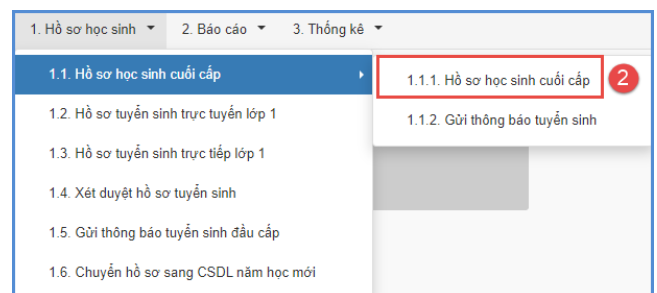 1. Hồ sơ học sinh 2. Báo cáo 3. Thống kê
1.1. Hồ sơ học sinh cuối cấp
1.1.1. Hồ sơ học sinh cuối cấp 2
1.2. Hồ sơ tuyển sinh trực tuyến lớp 1
1.1.2. Gửi thông báo tuyển sinh
1.3. Hồ sơ tuyển sinh trực tiếp lớp 1
1.4. Xét duyệt hồ sơ tuyển sinh
1.5. Gửi thông báo tuyển sinh đầu cấp
1.6. Chuyển hồ sơ sang CSDL năm học mới